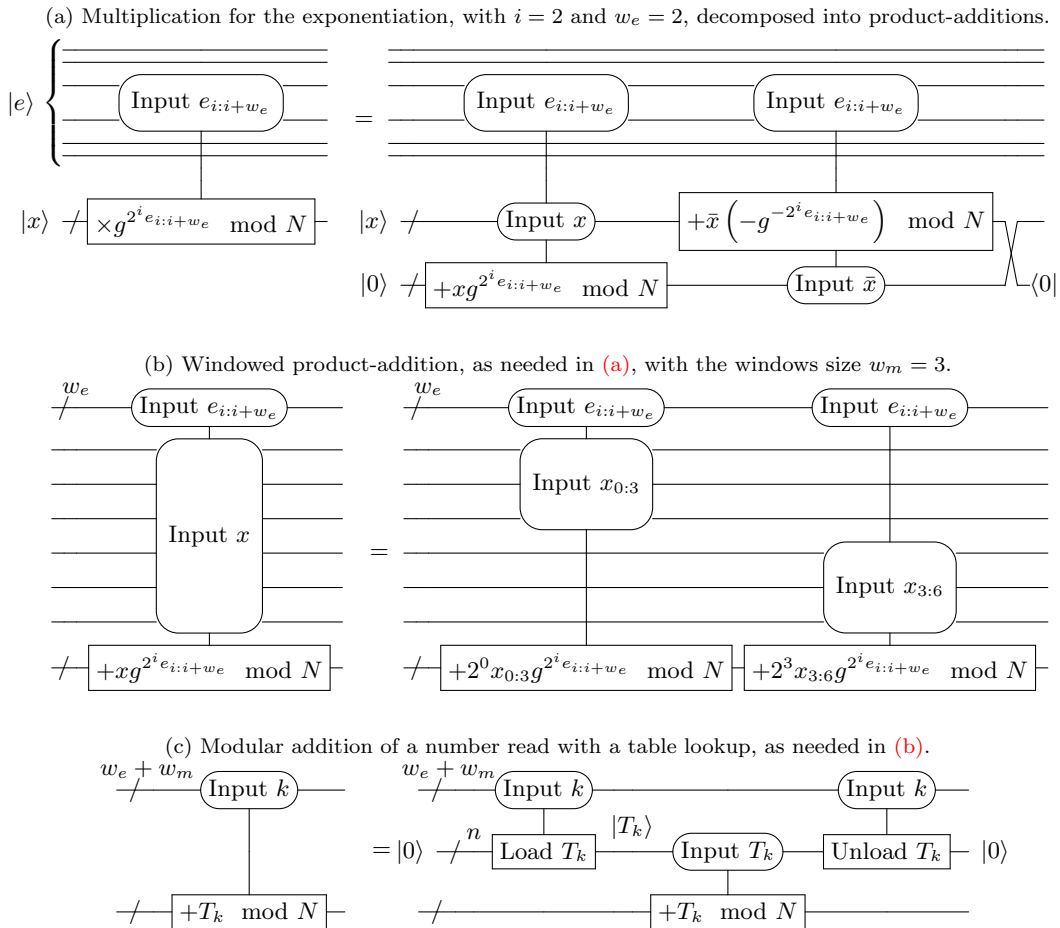 (a) Multiplication for the exponentiation, with i = 2 and w_e = 2, decomposed into product-additions.
|e⟩ Input e_{i:i+w_e} = Input e_{i:i+w_e} Input e_{i:i+w_e}
|x⟩ ×g^{2^i e_{i:i+w_e}} mod N |x⟩ Input x +x̄(−g^{−2^i e_{i:i+w_e}}) mod N
|0⟩ +xg^{2^i e_{i:i+w_e}} mod N Input x̄ ⟨0|
(b) Windowed product-addition, as needed in (a), with the windows size w_m = 3.
w_e Input e_{i:i+w_e} w_e Input e_{i:i+w_e} Input e_{i:i+w_e}
Input x_{0:3}
Input x =
Input x_{3:6}
+xg^{2^i e_{i:i+w_e}} mod N +2^0 x_{0:3}g^{2^i e_{i:i+w_e}} mod N +2^3 x_{3:6}g^{2^i e_{i:i+w_e}} mod N
(c) Modular addition of a number read with a table lookup, as needed in (b).
w_e + w_m Input k w_e + w_m Input k Input k
= |0⟩ n Load T_k |T_k⟩ Input T_k Unload T_k |0⟩
+T_k mod N +T_k mod N